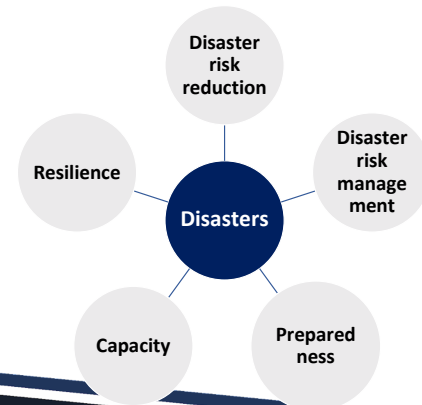 Disaster
risk
reduction
Disaster
risk
manage
ment
Resilience
Disasters
Capacity
Prepared
ness